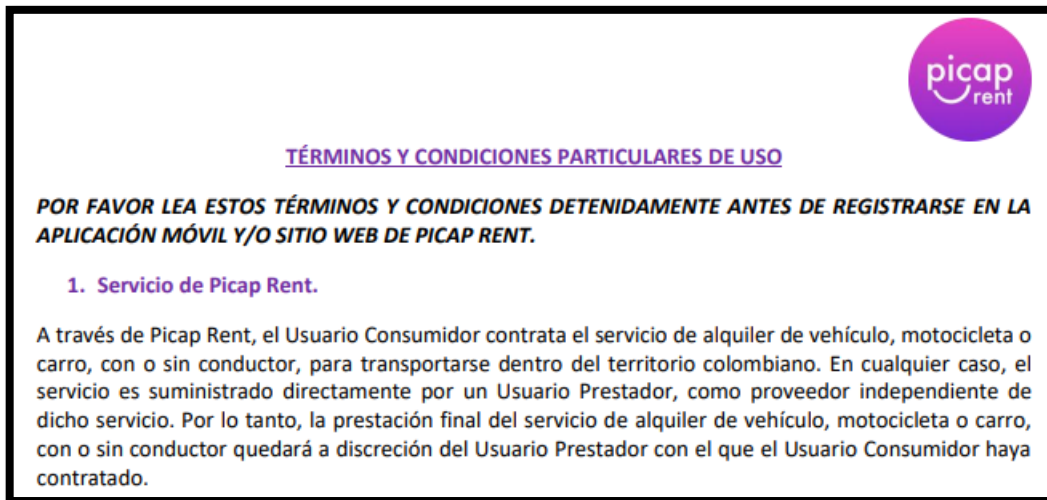 picap
rent
TÉRMINOS Y CONDICIONES PARTICULARES DE USO
POR FAVOR LEA ESTOS TÉRMINOS Y CONDICIONES DETENIDAMENTE ANTES DE REGISTRARSE EN LA
APLICACIÓN MÓVIL Y/O SITIO WEB DE PICAP RENT.
1. Servicio de Picap Rent.
A través de Picap Rent, el Usuario Consumidor contrata el servicio de alquiler de vehículo, motocicleta o
carro, con o sin conductor, para transportarse dentro del territorio colombiano. En cualquier caso, el
servicio es suministrado directamente por un Usuario Prestador, como proveedor independiente de
dicho servicio. Por lo tanto, la prestación final del servicio de alquiler de vehículo, motocicleta o carro,
con o sin conductor quedará a discreción del Usuario Prestador con el que el Usuario Consumidor haya
contratado.